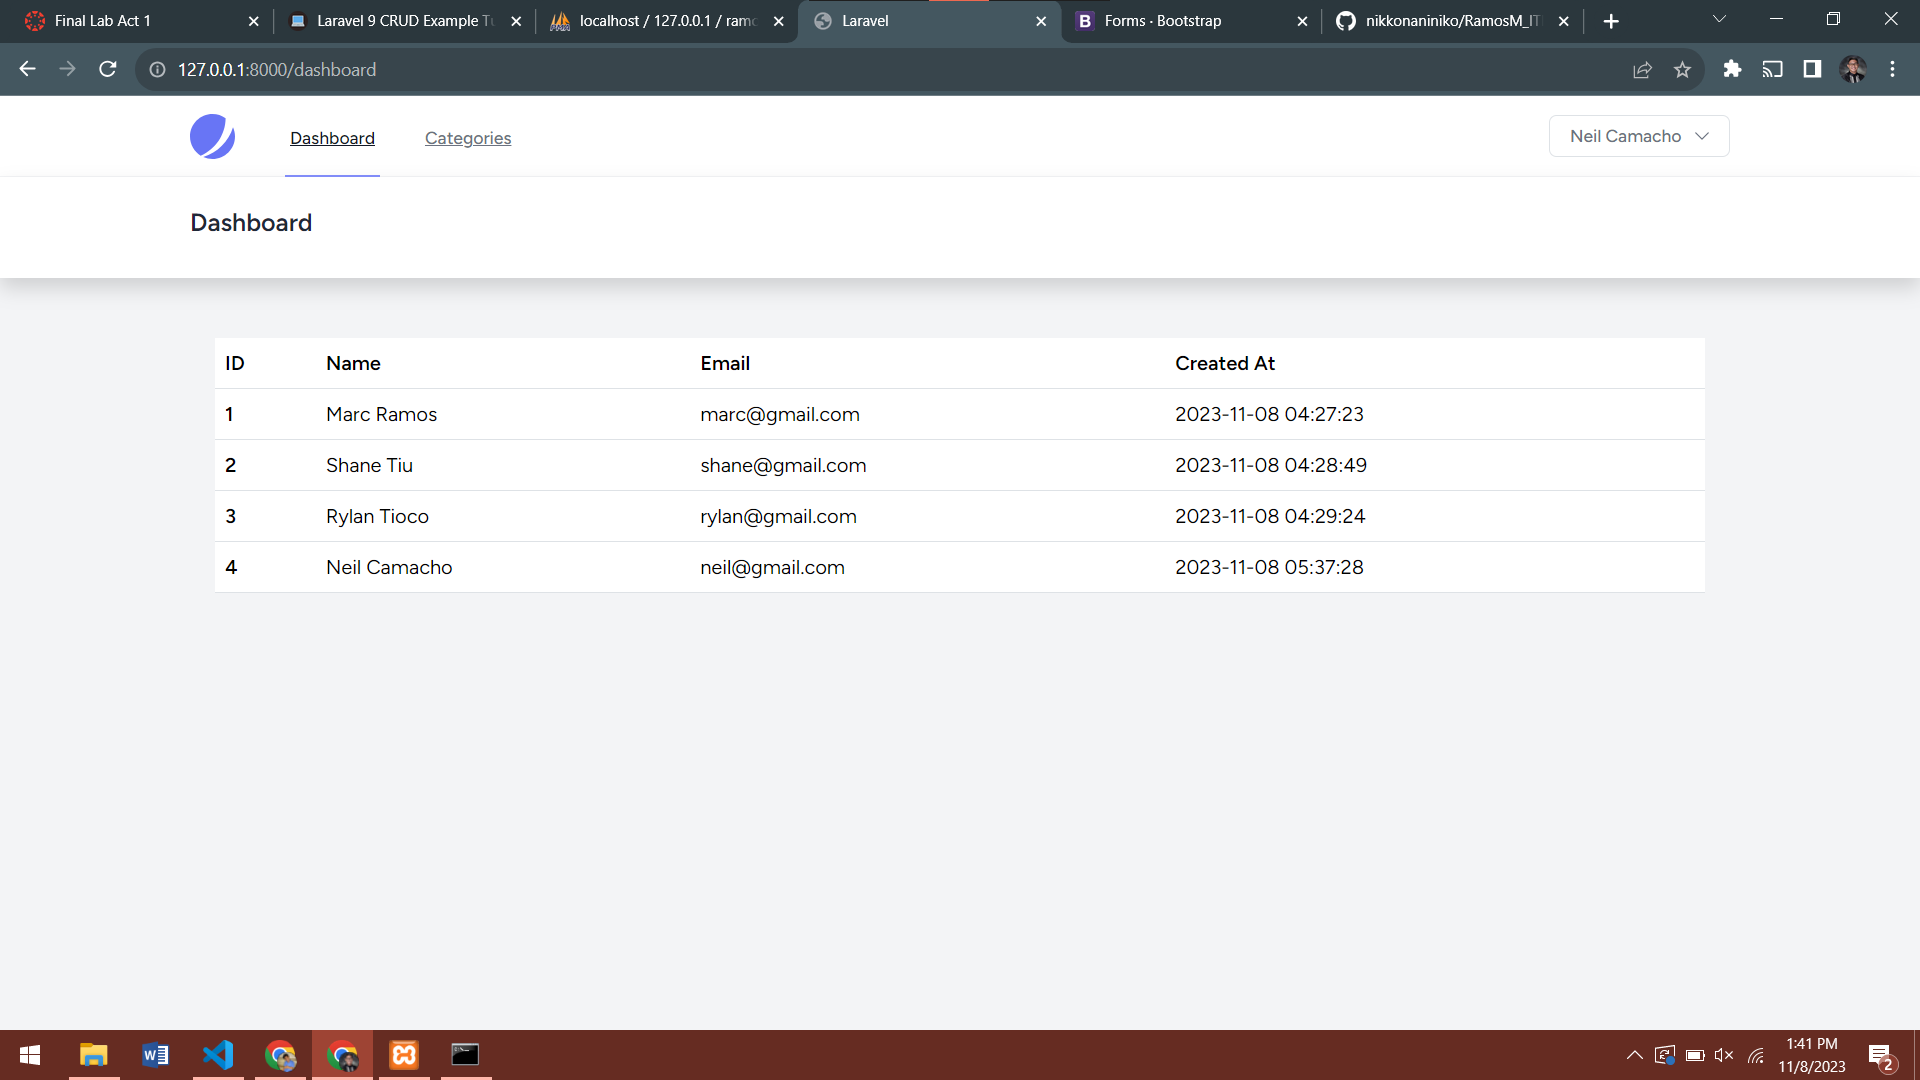 Final Lab Act 1
Laravel 9 CRUD Example Tu
localhost / 127.0.0.1 / ramo
Laravel
Forms · Bootstrap
nikkonaniniko/RamosM_IT
127.0.0.1:8000/dashboard
Dashboard
Categories
Neil Camacho
Dashboard
ID Name Email Created At
1 Marc Ramos marc@gmail.com 2023-11-08 04:27:23
2 Shane Tiu shane@gmail.com 2023-11-08 04:28:49
3 Rylan Tioco rylan@gmail.com 2023-11-08 04:29:24
4 Neil Camacho neil@gmail.com 2023-11-08 05:37:28
1:41 PM
11/8/2023
2